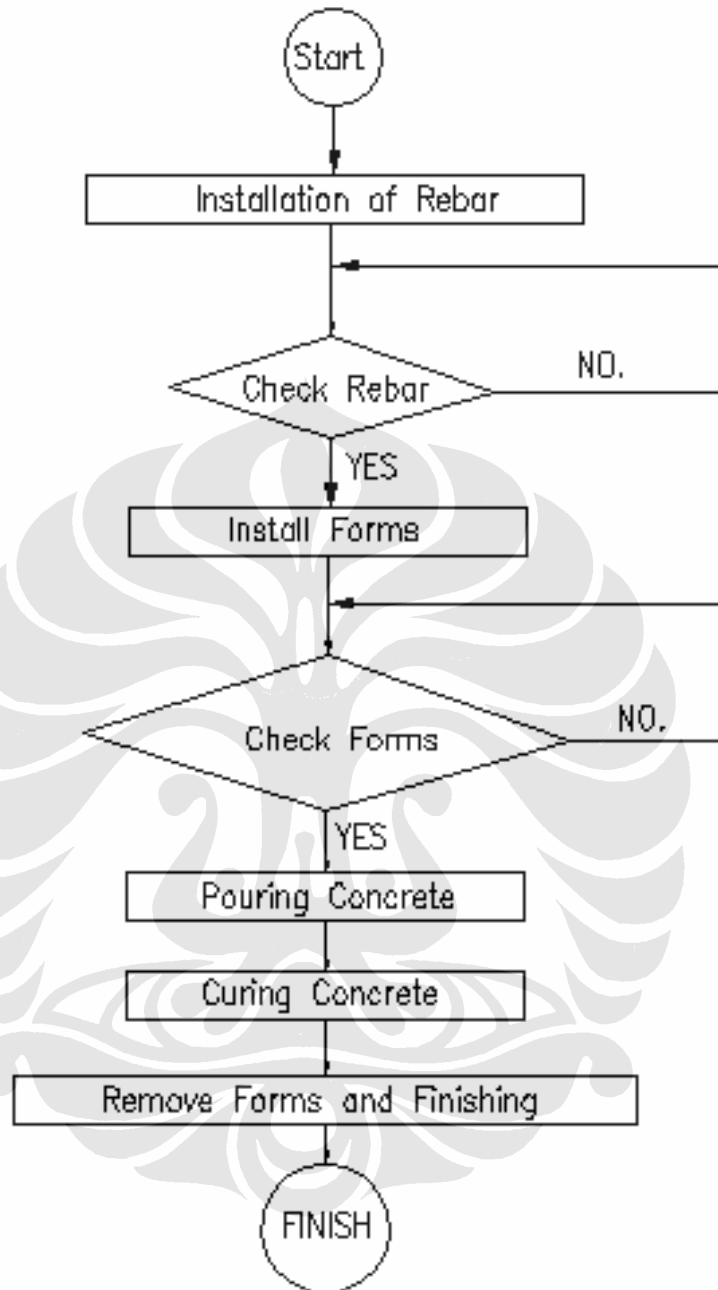 Start
Installation of Rebar
Check Rebar
NO.
YES
Install Forms
Check Forms
NO.
YES
Pouring Concrete
Curing Concrete
Remove Forms and Finishing
FINISH